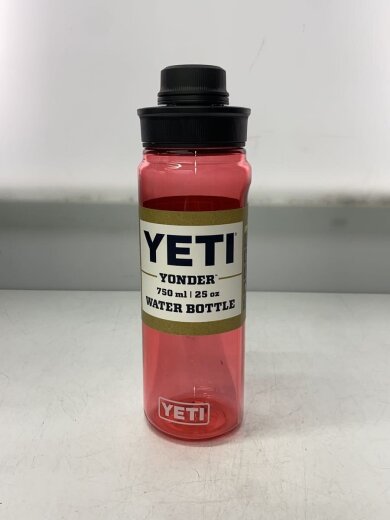 YETI
YONDER™
750 ml | 25 oz
WATER BOTTLE
YETI